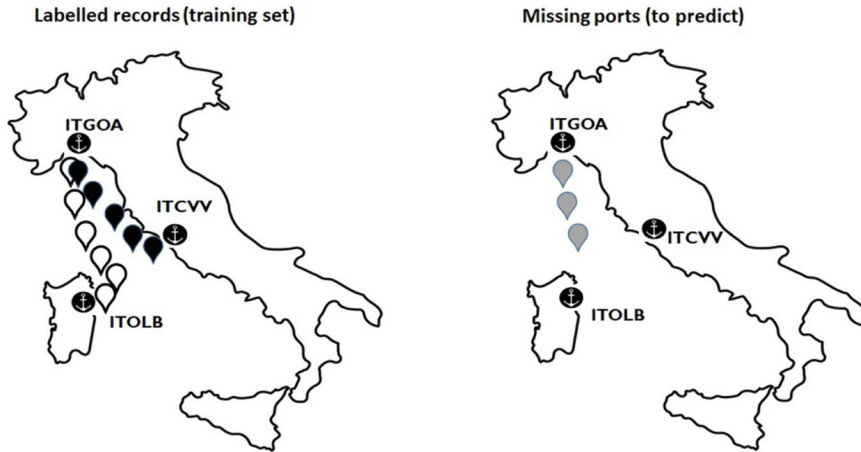 Labelled records (training set)
ITGOA
ITCVV
ITOLB
Missing ports (to predict)
ITGOA
ITCVV
ITOLB